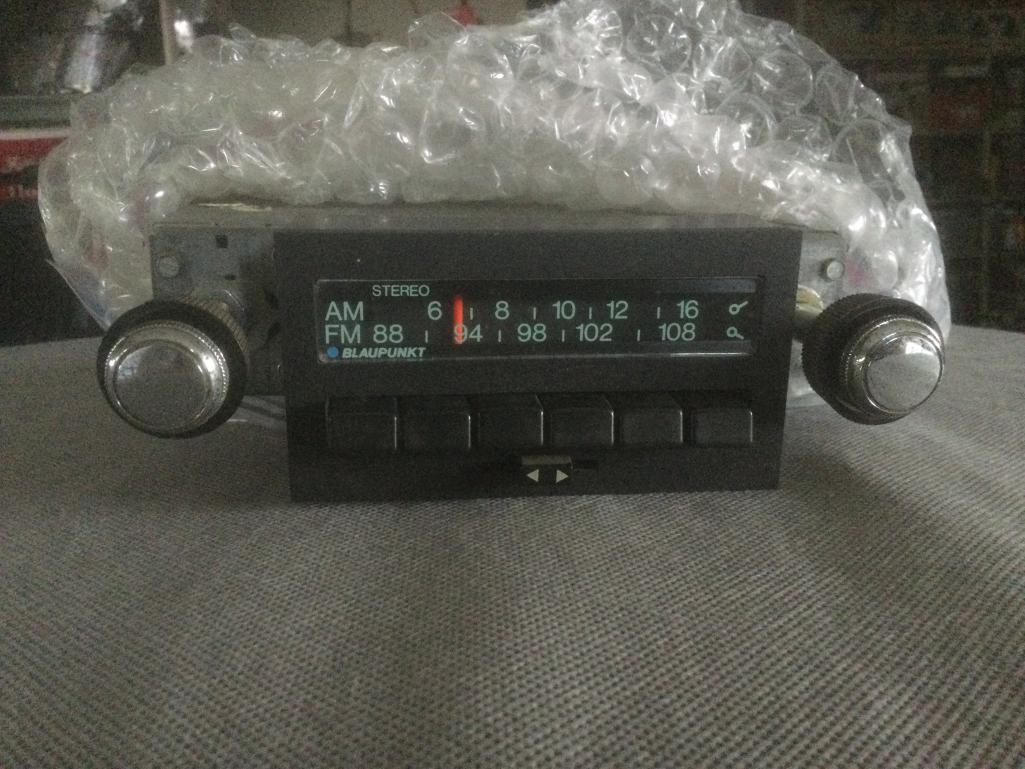 STEREO
AM 6 8 10 12 16
FM 88 94 98 102 108
BLAUPUNKT